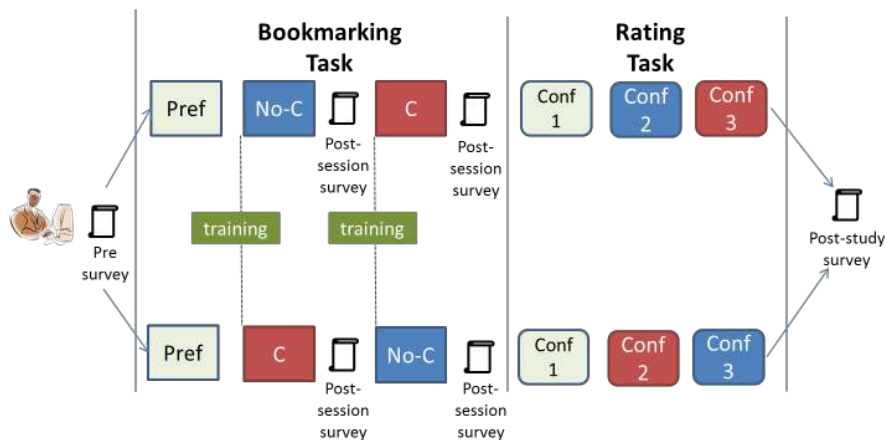 Bookmarking
Task
Rating
Task
Pref
No-C
Post-
session
survey
C
Post-
session
survey
Conf
1
Conf
2
Conf
3
training
training
Pre
survey
Post-study
survey
Pref
C
Post-
session
survey
No-C
Post-
session
survey
Conf
1
Conf
2
Conf
3